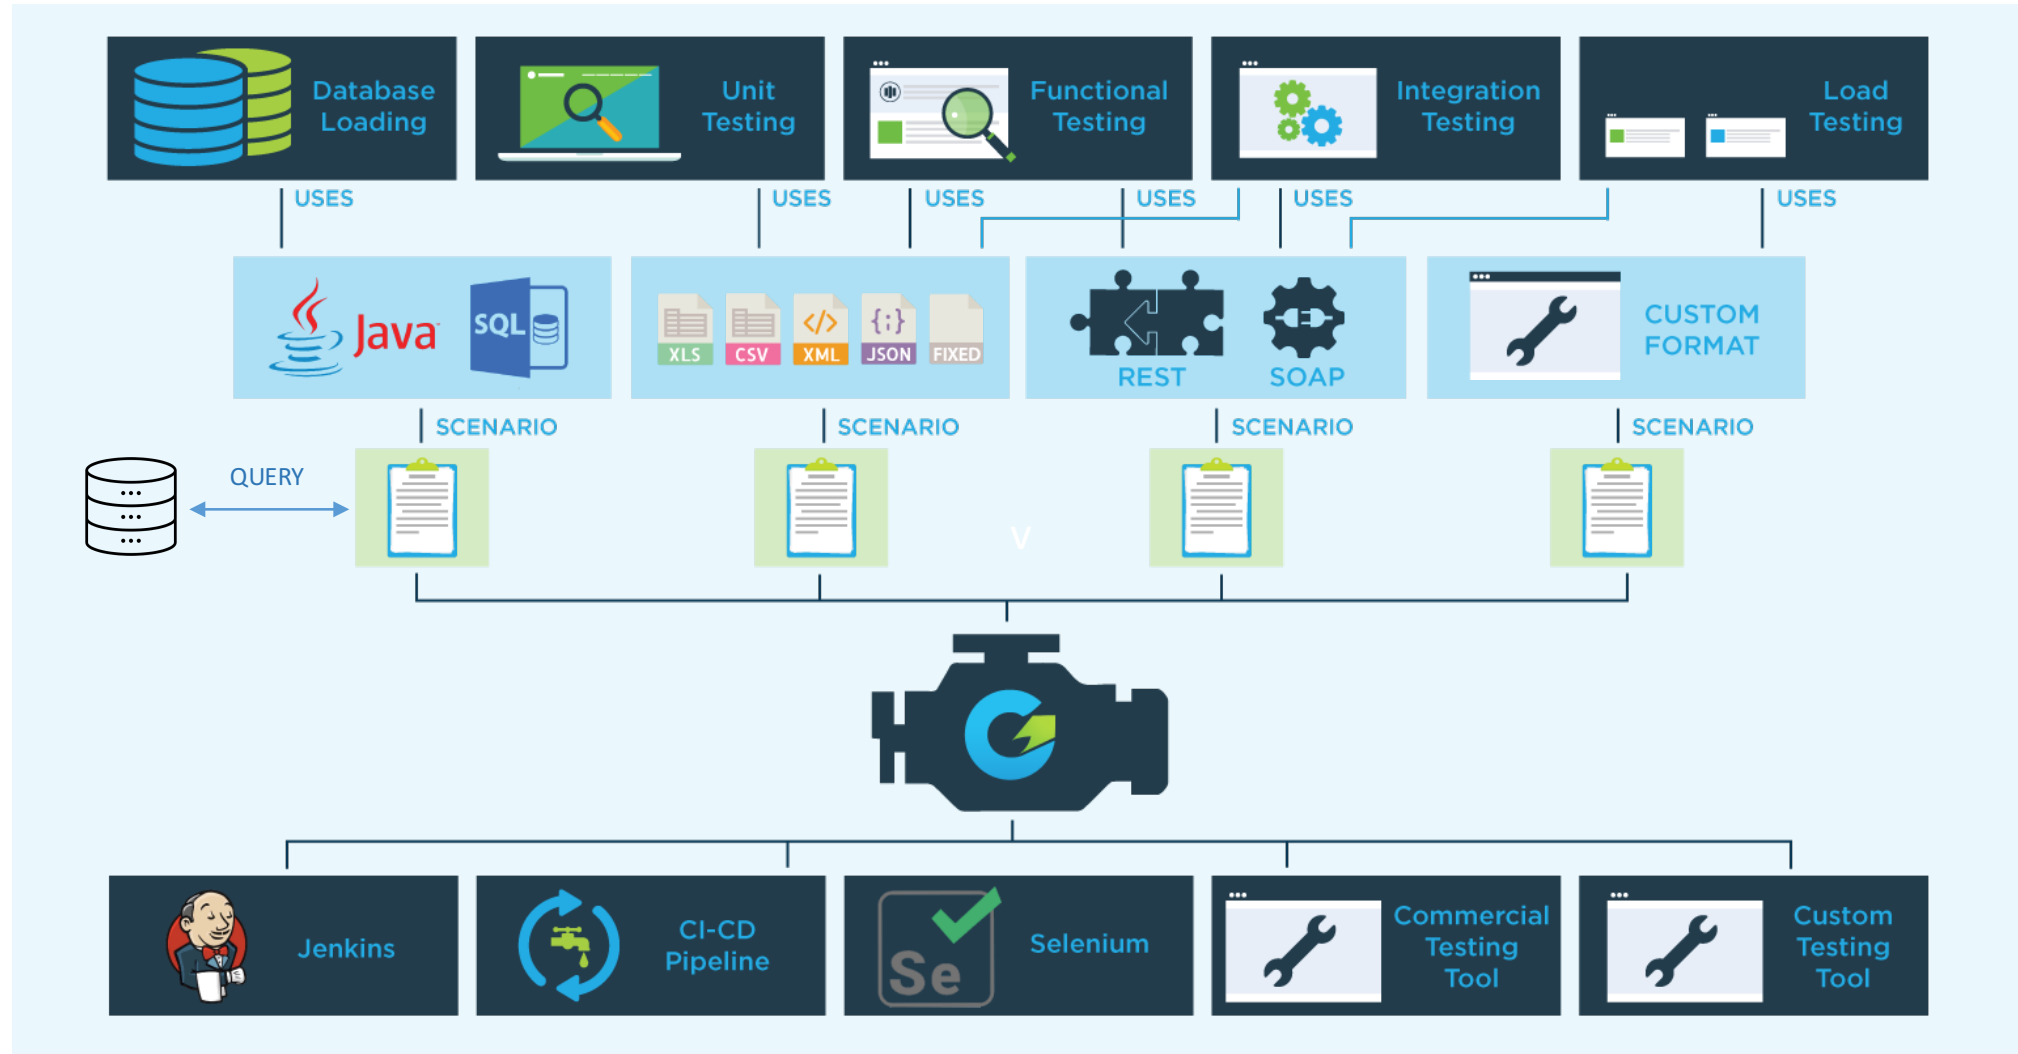 Database
Loading
Unit
Testing
Functional
Testing
Integration
Testing
Load
Testing
USES
USES
USES
USES
USES
USES
Java
SQL
XLS
CSV
</>
XML
{;}
JSON
FIXED
REST
SOAP
CUSTOM
FORMAT
SCENARIO
SCENARIO
SCENARIO
SCENARIO
QUERY
V
Jenkins
CI-CD
Pipeline
Se
Selenium
Commercial
Testing
Tool
Custom
Testing
Tool